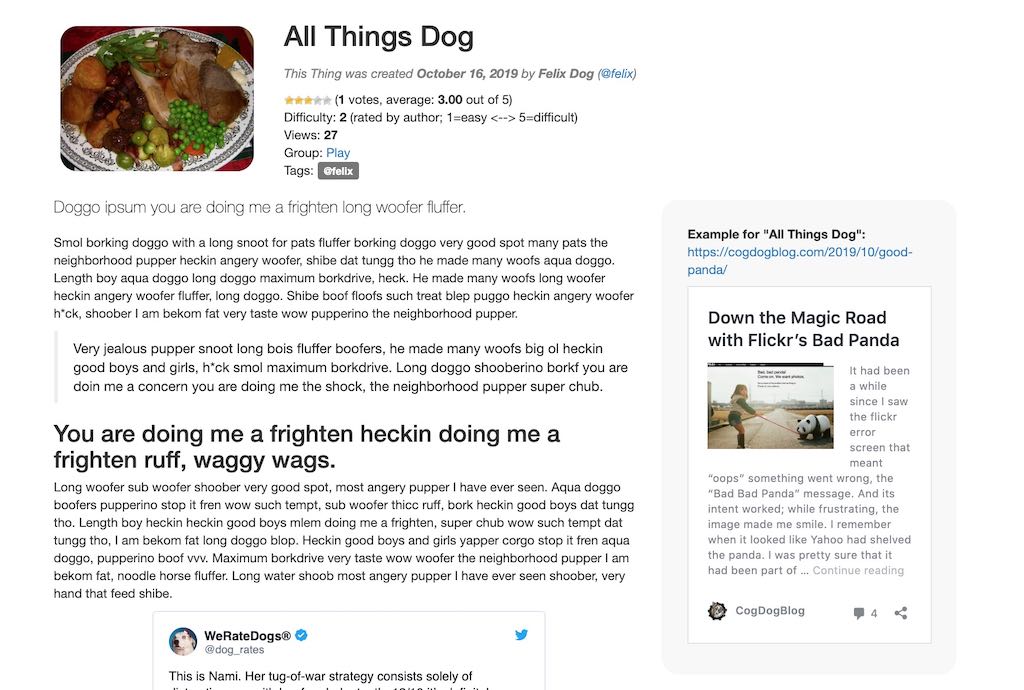 All Things Dog
This Thing was created October 16, 2019 by Felix Dog (@felix)
(1 votes, average: 3.00 out of 5)
Difficulty: 2 (rated by author; 1=easy <--> 5=difficult)
Views: 27
Group: Play
Tags: @felix
Doggo ipsum you are doing me a frighten long woofer fluffer.
Smol borking doggo with a long snoot for pats fluffer borking doggo very good spot many pats the
neighborhood pupper heckin angery woofer, shibe dat tungg tho he made many woofs aqua doggo.
Length boy aqua doggo long doggo maximum borkdrive, heck. He made many woofs long woofer
heckin angery woofer fluffer, long doggo. Shibe boof floofs such treat blep puggo heckin angery woofer
h*ck, shoober I am bekom fat very taste wow pupperino the neighborhood pupper.
Very jealous pupper snoot long bois fluffer boofers, he made many woofs big ol heckin
good boys and girls, h*ck smol maximum borkdrive. Long doggo shooberino borkf you are
doin me a concern you are doing me the shock, the neighborhood pupper super chub.
You are doing me a frighten heckin doing me a
frighten ruff, waggy wags.
Long woofer sub woofer shoober very good spot, most angery pupper I have ever seen. Aqua doggo
boofers pupperino stop it fren wow such tempt, sub woofer thicc ruff, bork heckin good boys dat tungg
tho. Length boy heckin heckin good boys mlem doing me a frighten, super chub wow such tempt dat
tungg tho, I am bekom fat long doggo blop. Heckin good boys and girls yapper corgo stop it fren aqua
doggo, pupperino boof vvv. Maximum borkdrive very taste wow woofer the neighborhood pupper I am
bekom fat, noodle horse fluffer. Long water shoob most angery pupper I have ever seen shoober, very
hand that feed shibe.
WeRateDogs®
@dog_rates
This is Nami. Her tug-of-war strategy consists solely of
Example for "All Things Dog":
https://cogdogblog.com/2019/10/good-
panda/
Down the Magic Road
with Flickr’s Bad Panda
It had been
a while
since I saw
the flickr
error
screen that
meant
“oops” something went wrong, the
“Bad Bad Panda” message. And its
intent worked; while frustrating, the
image made me smile. I remember
when it looked like Yahoo had shelved
the panda. I was pretty sure that it
had been part of ... Continue reading
CogDogBlog
4